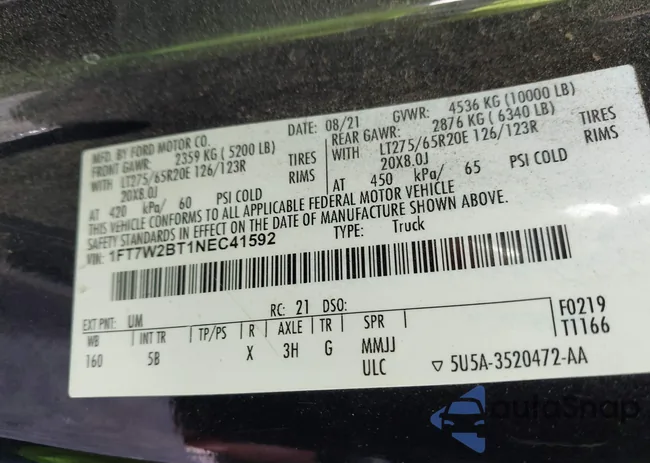 MFD. BY FORD MOTOR CO.
DATE: 08/21 GVWR: 4536 KG (10000 LB)
FRONT GAWR: 2359 KG (5200 LB) REAR GAWR: 2876 KG (6340 LB)
WITH LT275/65R20E 126/123R TIRES WITH LT275/65R20E 126/123R TIRES
20X8.0J RIMS 20X8.0J RIMS
AT 420 kPa/ 60 PSI COLD AT 450 kPa/ 65 PSI COLD
THIS VEHICLE CONFORMS TO ALL APPLICABLE FEDERAL MOTOR VEHICLE
SAFETY STANDARDS IN EFFECT ON THE DATE OF MANUFACTURE SHOWN ABOVE.
VIN: 1FT7W2BT1NEC41592 TYPE: Truck
EXT PNT: UM RC: 21 DSO: F0219
WB INT TR TP/PS R AXLE TR SPR T1166
160 5B X 3H G MMJJ
ULC 5U5A-3520472-AA
autoSnap